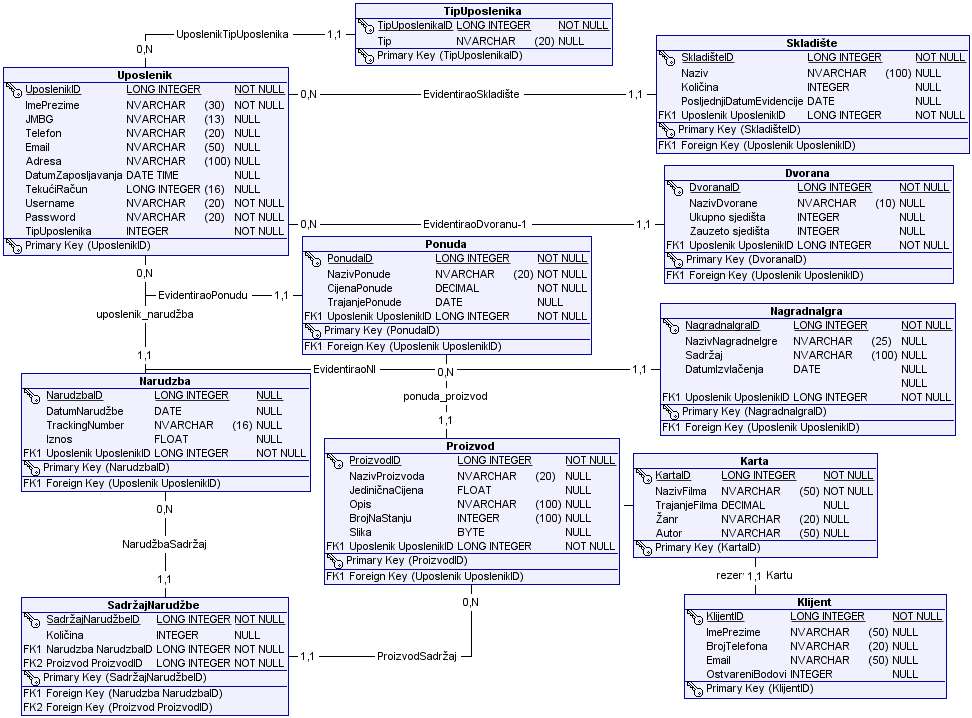 TipUposlenika
TipUposlenikaID LONG INTEGER NOT NULL
Tip NVARCHAR (20) NULL
Primary Key (TipUposlenikaID)
UposlenikTipUposlenika
1,1
0,N
Skladište
SkladišteID LONG INTEGER NOT NULL
Naziv NVARCHAR (100) NULL
Količina INTEGER NULL
PosljednjiDatumEvidencije DATE NULL
FK1 Uposlenik UposlenikID LONG INTEGER NOT NULL
Primary Key (SkladišteID)
FK1 Foreign Key (Uposlenik UposlenikID)
Uposlenik
UposlenikID LONG INTEGER NOT NULL
ImePrezime NVARCHAR (30) NOT NULL
JMBG NVARCHAR (13) NULL
Telefon NVARCHAR (20) NULL
Email NVARCHAR (50) NULL
Adresa NVARCHAR (100) NULL
DatumZaposljavanja DATE TIME NULL
TekućiRačun LONG INTEGER (16) NULL
Username NVARCHAR (20) NOT NULL
Password NVARCHAR (20) NOT NULL
TipUposlenika INTEGER NOT NULL
Primary Key (UposlenikID)
0,N EvidentiraoSkladište 1,1
Dvorana
DvoranaID LONG INTEGER NOT NULL
NazivDvorane NVARCHAR (10) NULL
Ukupno sjedišta INTEGER NULL
Zauzeto sjedišta INTEGER NULL
FK1 Uposlenik UposlenikID LONG INTEGER NOT NULL
Primary Key (DvoranaID)
FK1 Foreign Key (Uposlenik UposlenikID)
0,N EvidentiraoDvoranu-1 1,1
Ponuda
PonudaID LONG INTEGER NOT NULL
NazivPonude NVARCHAR (20) NOT NULL
CijenaPonude DECIMAL NOT NULL
TrajanjePonude DATE NULL
FK1 Uposlenik UposlenikID LONG INTEGER NOT NULL
Primary Key (PonudaID)
FK1 Foreign Key (Uposlenik UposlenikID)
0,N
EvidentiraoPonudu 1,1
uposlenik_narudžba
1,1
NagradnaIgra
NagradnaIgraID LONG INTEGER NOT NULL
NazivNagradneIgre NVARCHAR (25) NULL
Sadržaj NVARCHAR (100) NULL
DatumIzvlačenja DATE NULL
NULL
FK1 Uposlenik UposlenikID LONG INTEGER NOT NULL
Primary Key (NagradnaIgraID)
FK1 Foreign Key (Uposlenik UposlenikID)
EvidentiraoNI 1,1
0,N
ponuda_proizvod
1,1
Narudzba
NarudzbaID LONG INTEGER NULL
DatumNarudžbe DATE NULL
TrackingNumber NVARCHAR (16) NULL
Iznos FLOAT NULL
FK1 Uposlenik UposlenikID LONG INTEGER NOT NULL
Primary Key (NarudzbaID)
FK1 Foreign Key (Uposlenik UposlenikID)
Proizvod
ProizvodID LONG INTEGER NOT NULL
NazivProizvoda NVARCHAR (20) NULL
JediničnaCijena FLOAT NULL
Opis NVARCHAR (100) NULL
BrojNaStanju INTEGER (100) NULL
Slika BYTE NULL
FK1 Uposlenik UposlenikID LONG INTEGER NOT NULL
Primary Key (ProizvodID)
FK1 Foreign Key (Uposlenik UposlenikID)
Karta
KartaID LONG INTEGER NOT NULL
NazivFilma NVARCHAR (50) NOT NULL
TrajanjeFilma DECIMAL NULL
Žanr NVARCHAR (20) NULL
Autor NVARCHAR (50) NULL
Primary Key (KartaID)
0,N
NarudžbaSadržaj
1,1
rezer 1,1 Kartu
SadržajNarudžbe
SadržajNarudžbeID LONG INTEGER NOT NULL
Količina INTEGER NULL
FK1 Narudzba NarudzbaID LONG INTEGER NOT NULL
FK2 Proizvod ProizvodID LONG INTEGER NOT NULL
Primary Key (SadržajNarudžbeID)
FK1 Foreign Key (Narudzba NarudzbaID)
FK2 Foreign Key (Proizvod ProizvodID)
0,N
1,1 ProizvodSadržaj
Klijent
KlijentID LONG INTEGER NOT NULL
ImePrezime NVARCHAR (50) NULL
BrojTelefona NVARCHAR (20) NULL
Email NVARCHAR (50) NULL
OstvareniBodovi INTEGER NULL
Primary Key (KlijentID)